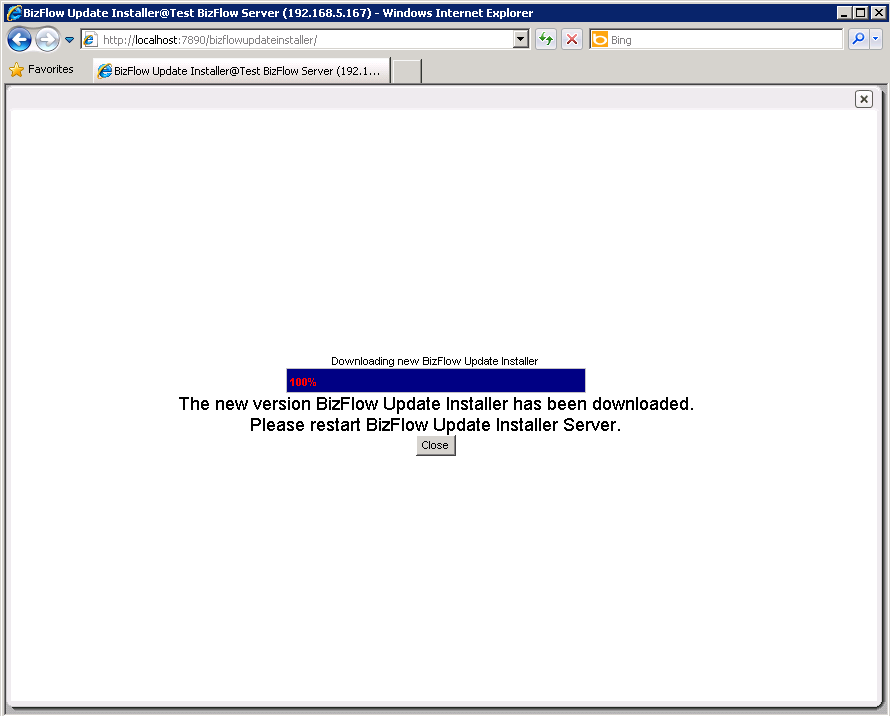 BizFlow Update Installer@Test BizFlow Server (192.168.5.167) - Windows Internet Explorer
http://localhost:7890/bizflowupdateinstaller/
Bing
Favorites
BizFlow Update Installer@Test BizFlow Server (192.1...
Downloading new BizFlow Update Installer
100%
The new version BizFlow Update Installer has been downloaded.
Please restart BizFlow Update Installer Server.
Close